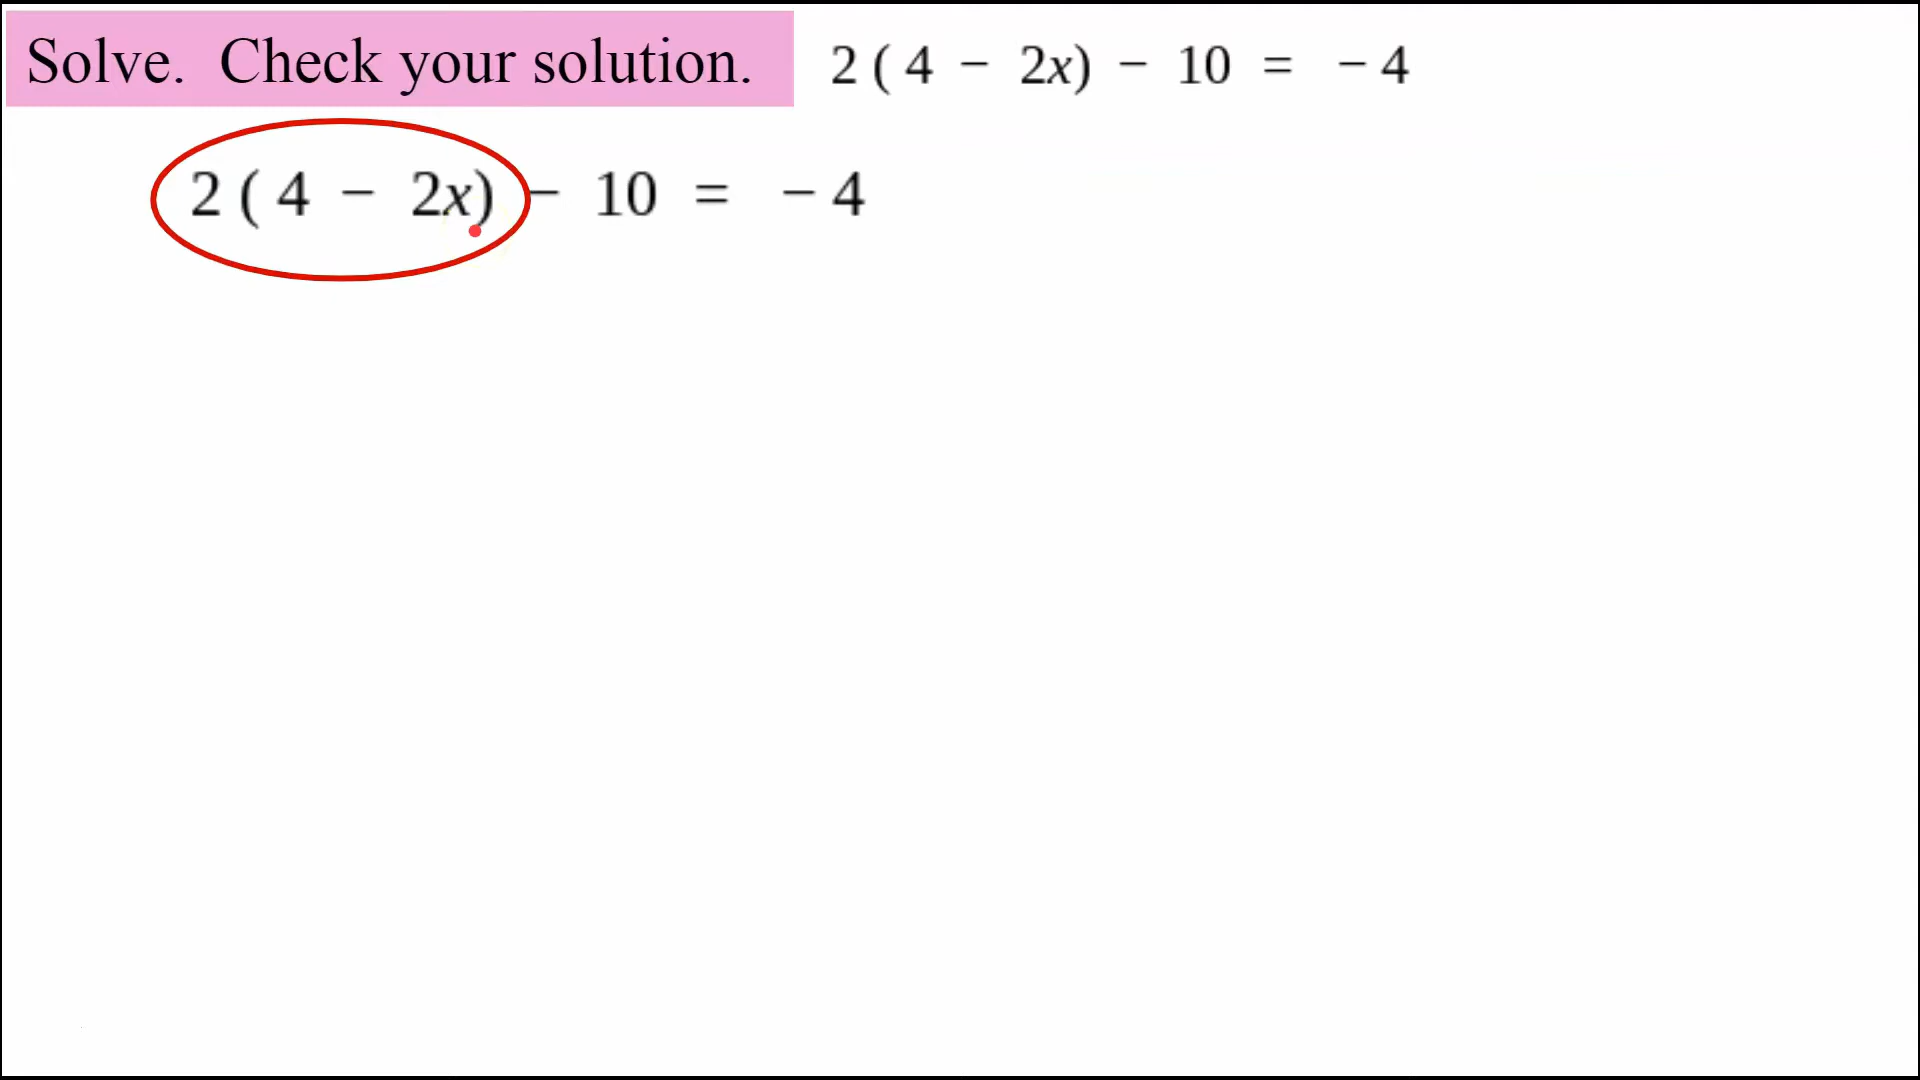 Solve. Check your solution. 2 ( 4 − 2x) − 10 = − 4
2 ( 4 − 2x) − 10 = − 4